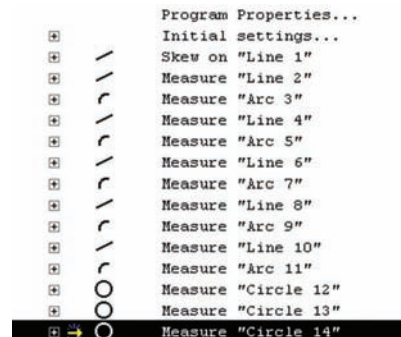 Program Properties...
Initial settings...
Skew on "Line 1"
Measure "Line 2"
Measure "Arc 3"
Measure "Line 4"
Measure "Arc 5"
Measure "Line 6"
Measure "Arc 7"
Measure "Line 8"
Measure "Arc 9"
Measure "Line 10"
Measure "Arc 11"
Measure "Circle 12"
Measure "Circle 13"
Measure "Circle 14"